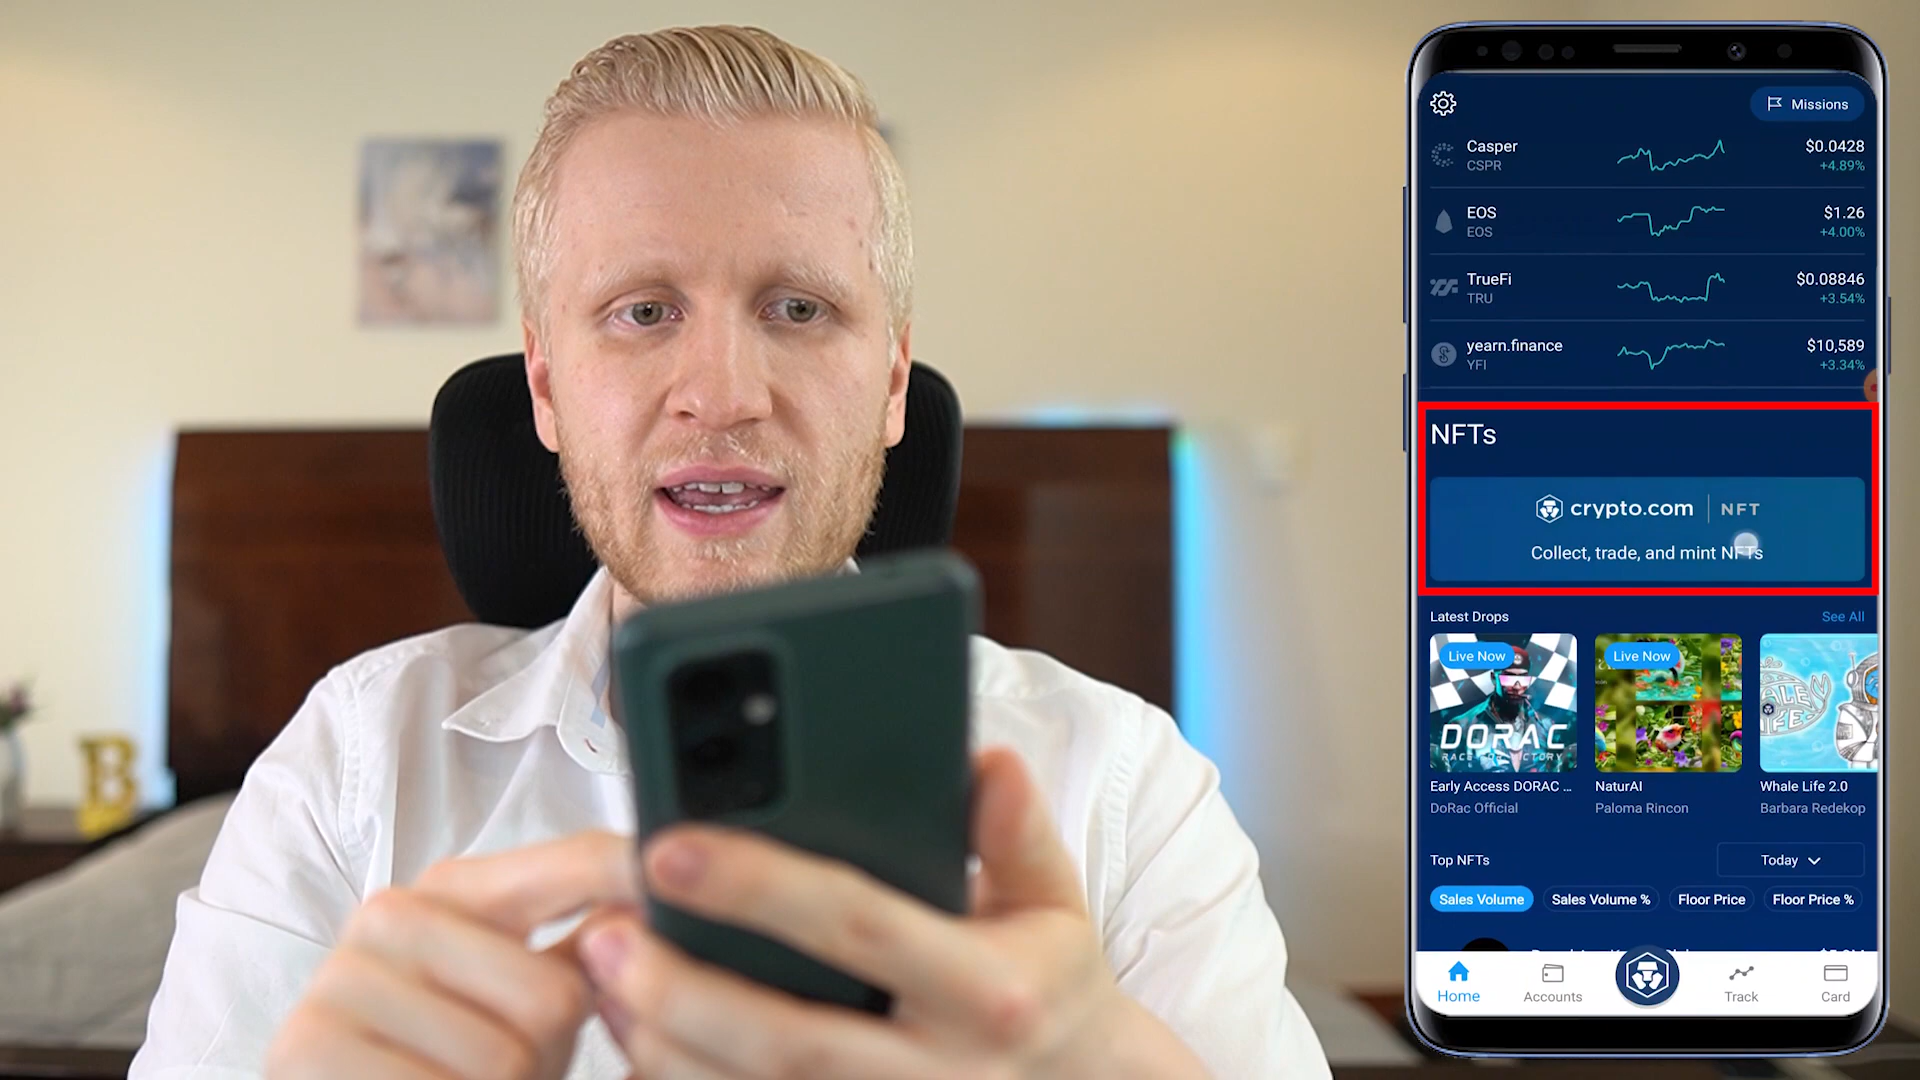 Missions
Casper
CSPR
$0.0428
+4.89%
EOS
EOS
$1.26
+4.00%
TrueFi
TRU
$0.08846
+3.54%
yearn.finance
YFI
$10,589
+3.34%
NFTs
crypto.com | NFT
Collect, trade, and mint NFTs
Latest Drops
See All
Live Now
DORAC
RACE FOR VICTORY
Live Now
Early Access DORAC ...
DoRac Official
NaturAI
Paloma Rincon
Whale Life 2.0
Barbara Redekop
Top NFTs
Today
Sales Volume
Sales Volume %
Floor Price
Floor Price %
Home
Accounts
Track
Card
B